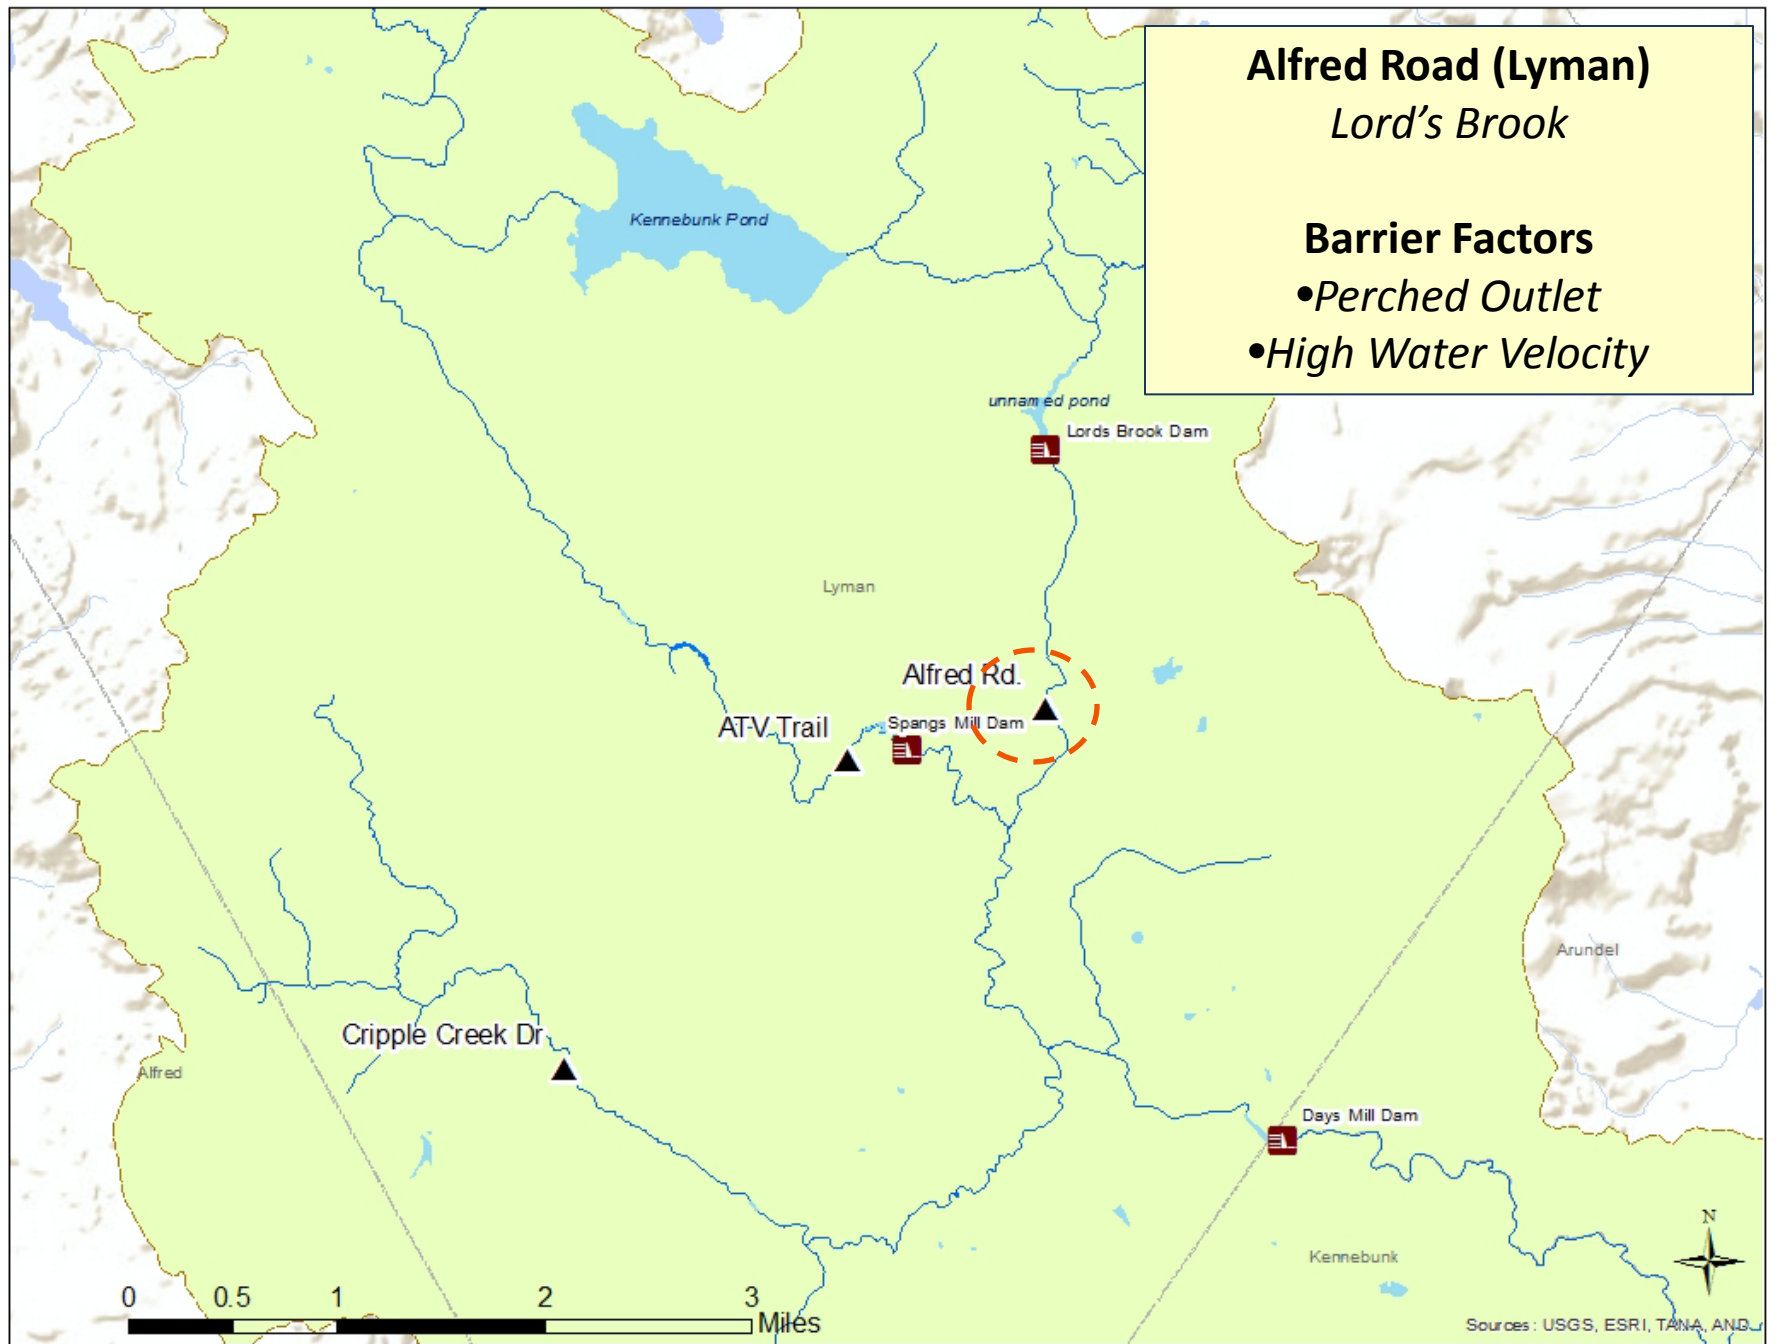 Alfred Road (Lyman)
Lord’s Brook
Barrier Factors
•Perched Outlet
•High Water Velocity
Kennebunk Pond
unnamed pond
Lords Brook Dam
Lyman
Alfred Rd.
ATV Trail
Spangs Mill Dam
Arundel
Cripple Creek Dr
Alfred
Days Mill Dam
N
Kennebunk
0 0.5 1 2 3
Miles
Sources: USGS, ESRI, TANA, AND